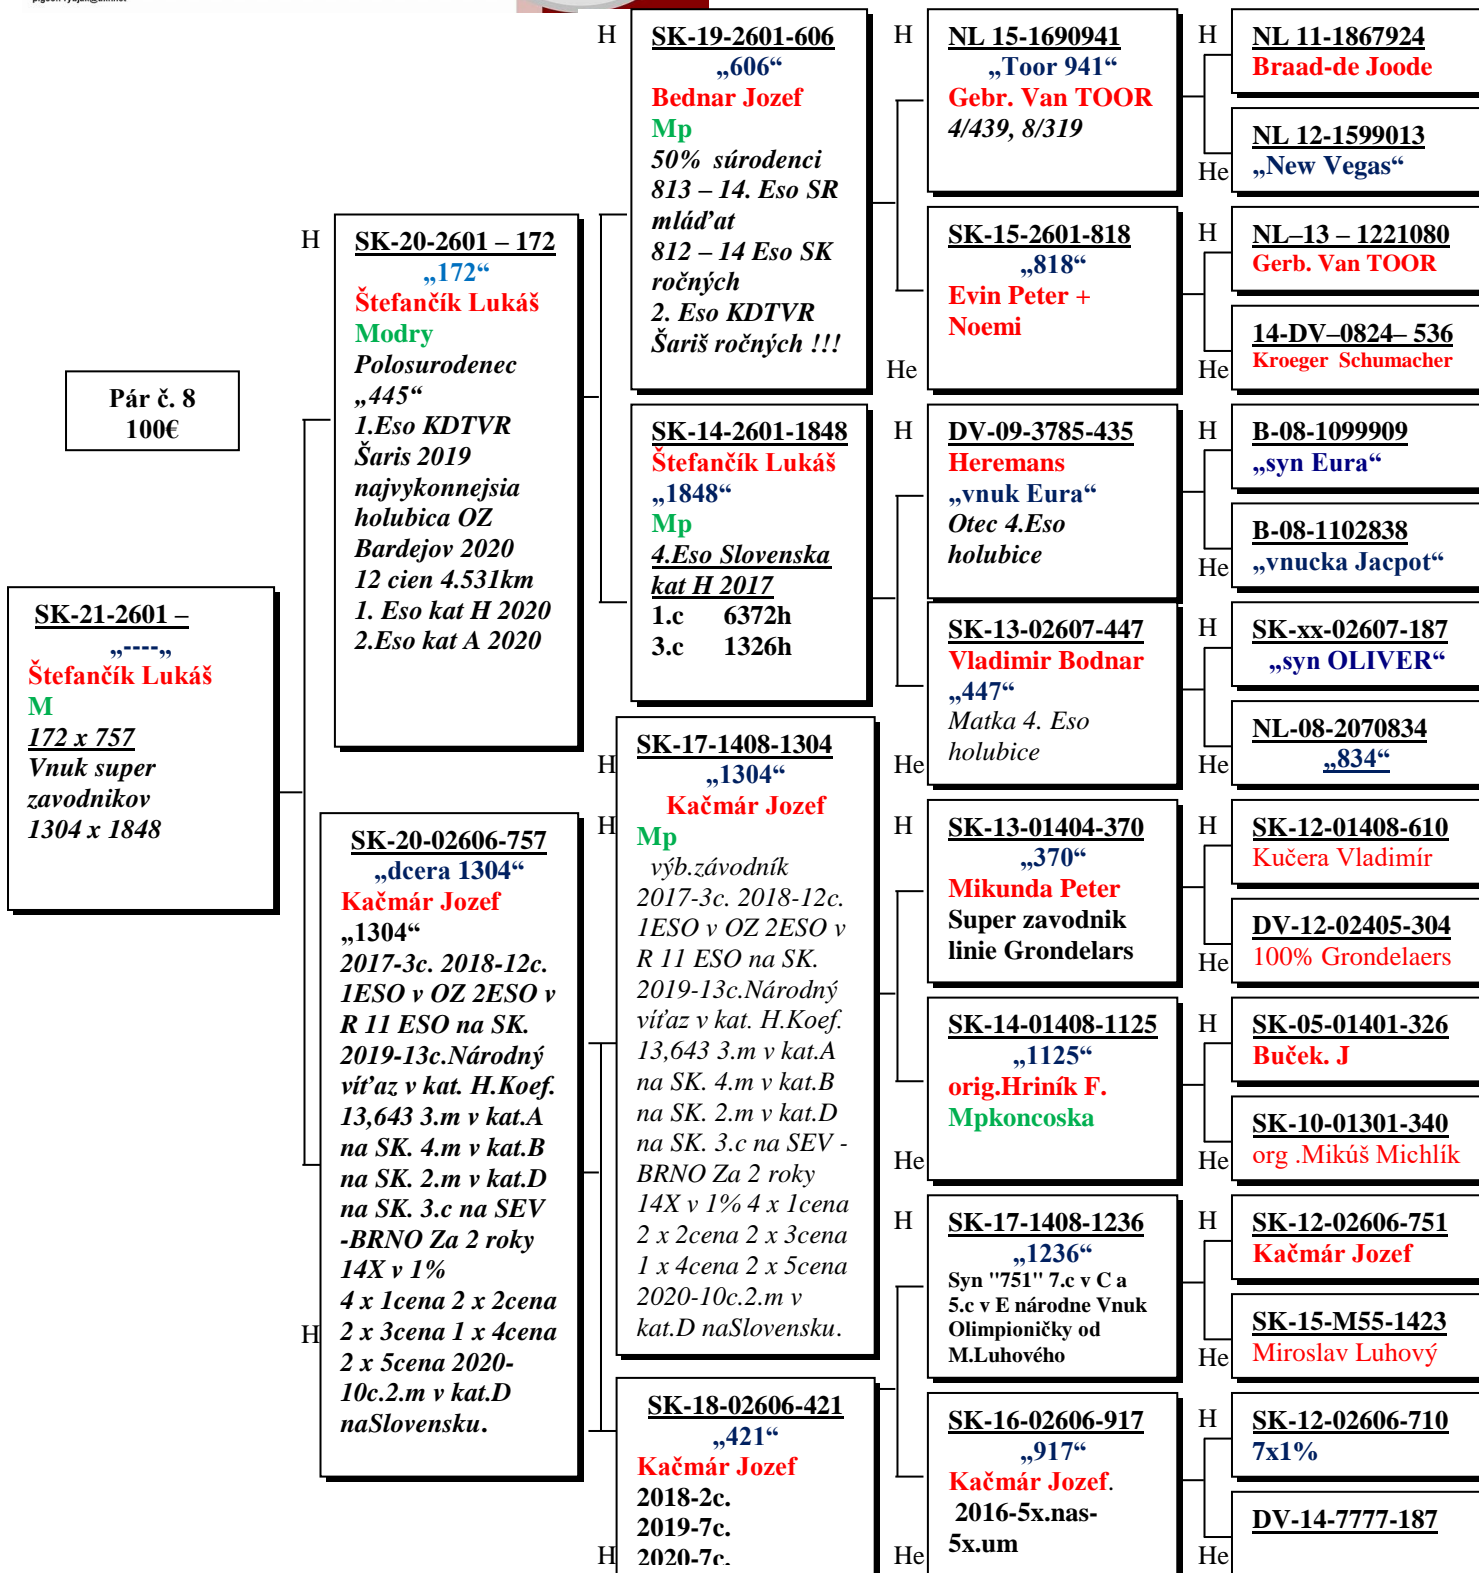 Pár č. 8
100€
SK-21-2601 –
„----„
Štefančík Lukáš
M
172 x 757
Vnuk super
zavodnikov
1304 x 1848
H
SK-20-2601 – 172
„172“
Štefančík Lukáš
Modry
Polosurodenec
„445“
1.Eso KDTVR
Šaris 2019
najvykonnejsia
holubica OZ
Bardejov 2020
12 cien 4.531km
1. Eso kat H 2020
2.Eso kat A 2020
SK-20-02606-757
„dcera 1304“
Kačmár Jozef
„1304“
2017-3c. 2018-12c.
1ESO v OZ 2ESO v
R 11 ESO na SK.
2019-13c.Národný
víťaz v kat. H.Koef.
13,643 3.m v kat.A
na SK. 4.m v kat.B
na SK. 2.m v kat.D
na SK. 3.c na SEV
-BRNO Za 2 roky
14X v 1%
4 x 1cena 2 x 2cena
H
2 x 3cena 1 x 4cena
2 x 5cena 2020-
10c.2.m v kat.D
naSlovensku.
H
SK-19-2601-606
„606“
Bednar Jozef
Mp
50% súrodenci
813 – 14. Eso SR
mláďat
812 – 14 Eso SK
ročných
2. Eso KDTVR
Šariš ročných !!!
SK-14-2601-1848
Štefančík Lukáš
„1848“
Mp
4.Eso Slovenska
kat H 2017
1.c 6372h
3.c 1326h
H
SK-17-1408-1304
„1304“
H
Kačmár Jozef
Mp
výb.závodník
2017-3c. 2018-12c.
1ESO v OZ 2ESO v
R 11 ESO na SK.
2019-13c.Národný
víťaz v kat. H.Koef.
13,643 3.m v kat.A
na SK. 4.m v kat.B
na SK. 2.m v kat.D
na SK. 3.c na SEV -
BRNO Za 2 roky
14X v 1% 4 x 1cena
2 x 2cena 2 x 3cena
1 x 4cena 2 x 5cena
2020-10c.2.m v
kat.D naSlovensku.
SK-18-02606-421
„421“
Kačmár Jozef
2018-2c.
2019-7c.
2020-7c.
H
H
NL 15-1690941
„Toor 941“
Gebr. Van TOOR
4/439, 8/319
SK-15-2601-818
„818“
Evin Peter +
Noemi
He
H
DV-09-3785-435
Heremans
„vnuk Eura“
Otec 4.Eso
holubice
SK-13-02607-447
Vladimir Bodnar
„447“
Matka 4. Eso
holubice
He
H
SK-13-01404-370
„370“
Mikunda Peter
Super zavodnik
linie Grondelars
SK-14-01408-1125
„1125“
orig.Hriník F.
Mpkoncoska
He
H
SK-17-1408-1236
„1236“
Syn "751" 7.c v C a
5.c v E národne Vnuk
Olimpioničky od
M.Luhového
SK-16-02606-917
„917“
Kačmár Jozef.
2016-5x.nas-
5x.um
He
H
NL 11-1867924
Braad-de Joode
NL 12-1599013
He
„New Vegas“
H
NL–13 – 1221080
Gerb. Van TOOR
14-DV–0824– 536
He
Kroeger Schumacher
H
B-08-1099909
„syn Eura“
B-08-1102838
He
„vnucka Jacpot“
H
SK-xx-02607-187
„syn OLIVER“
NL-08-2070834
He
„834“
H
SK-12-01408-610
Kučera Vladimír
DV-12-02405-304
He
100% Grondelaers
H
SK-05-01401-326
Buček. J
SK-10-01301-340
He
org .Mikúš Michlík
H
SK-12-02606-751
Kačmár Jozef
SK-15-M55-1423
He
Miroslav Luhový
H
SK-12-02606-710
7x1%
DV-14-7777-187
He